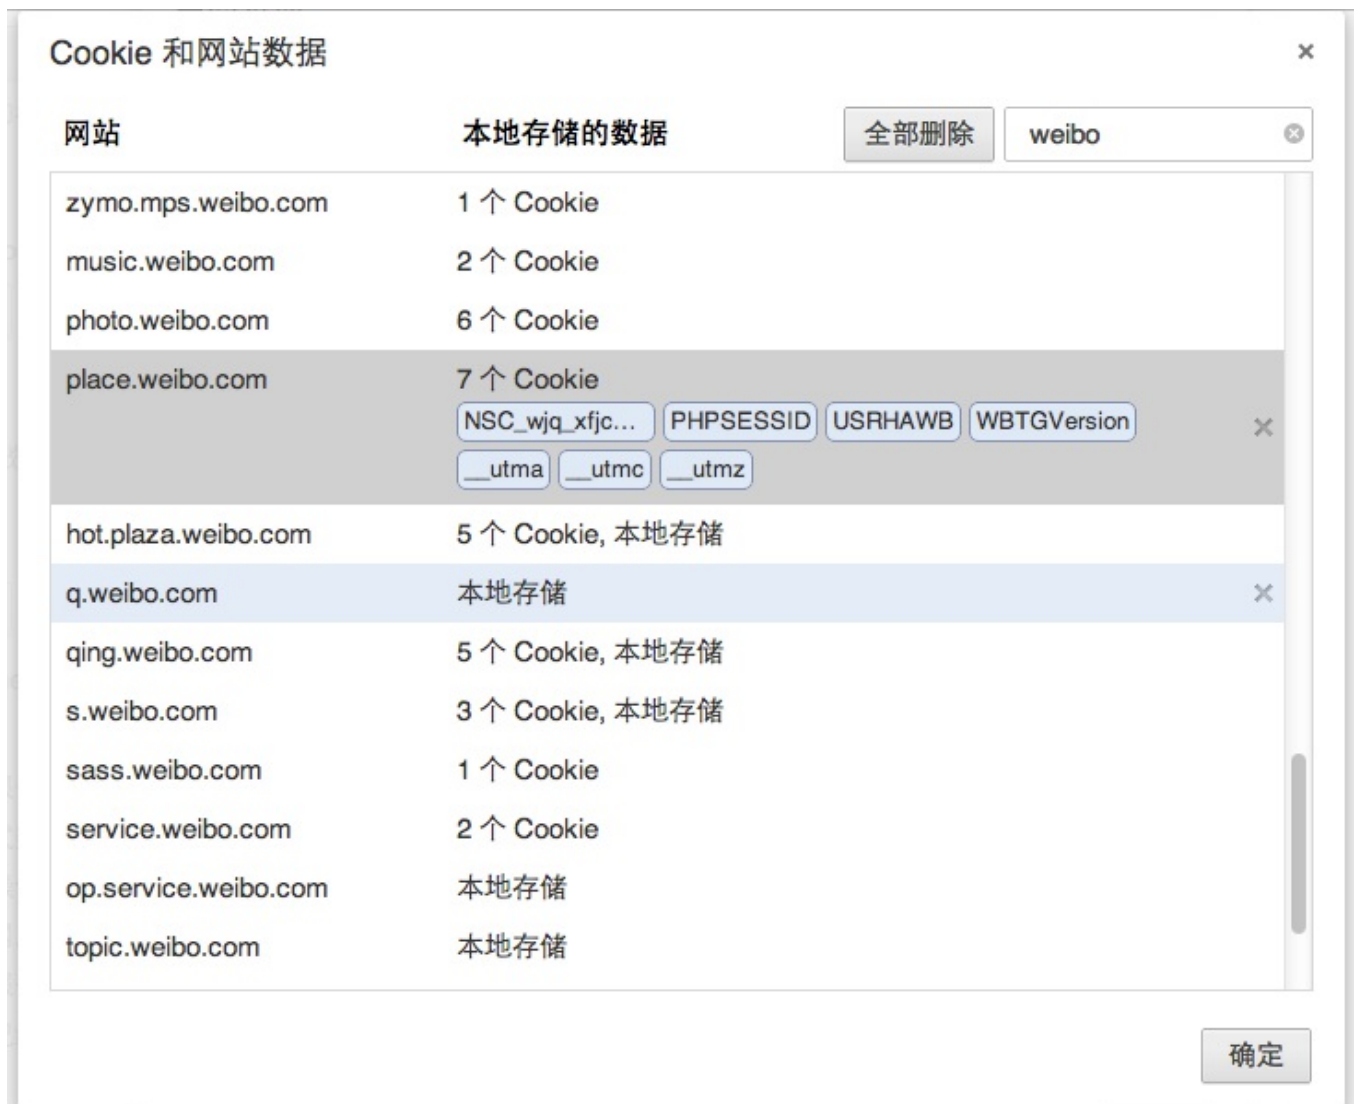 Cookie 和网站数据 ×
网站 本地存储的数据 全部删除 weibo
zymo.mps.weibo.com 1 个 Cookie
music.weibo.com 2 个 Cookie
photo.weibo.com 6 个 Cookie
place.weibo.com 7 个 Cookie
NSC_wjq_xfjc... PHPSESSID USRHAWB WBTGVersion
__utma __utmc __utmz
hot.plaza.weibo.com 5 个 Cookie, 本地存储
q.weibo.com 本地存储
qing.weibo.com 5 个 Cookie, 本地存储
s.weibo.com 3 个 Cookie, 本地存储
sass.weibo.com 1 个 Cookie
service.weibo.com 2 个 Cookie
op.service.weibo.com 本地存储
topic.weibo.com 本地存储
确定